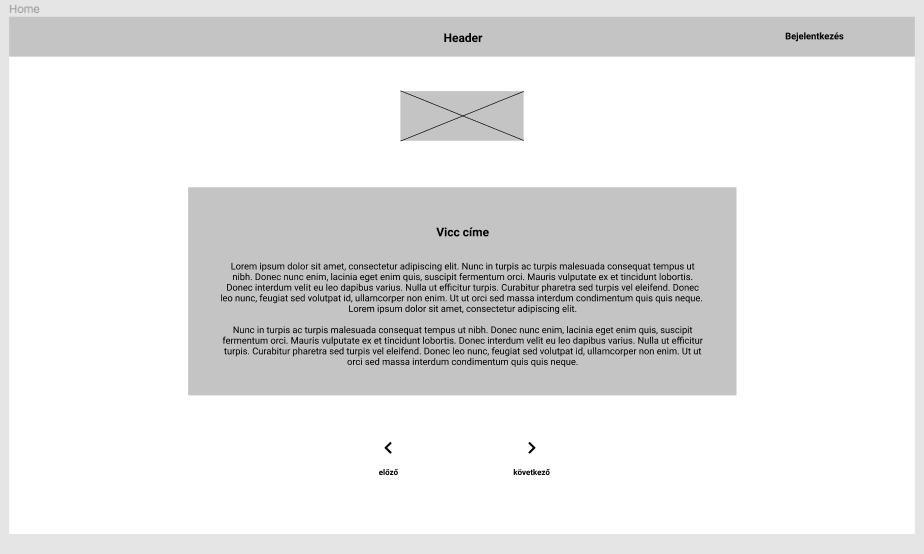 Home
Header
Bejelentkezés
Vicc címe
Lorem ipsum dolor sit amet, consectetur adipiscing elit. Nunc in turpis ac turpis malesuada consequat tempus ut
nibh. Donec nunc enim, lacinia eget enim quis, suscipit fermentum orci. Mauris vulputate ex et tincidunt lobortis.
Donec interdum velit eu leo dapibus varius. Nulla ut efficitur turpis. Curabitur pharetra sed turpis vel eleifend. Donec
leo nunc, feugiat sed volutpat id, ullamcorper non enim. Ut ut orci sed massa interdum condimentum quis quis neque.
Lorem ipsum dolor sit amet, consectetur adipiscing elit.
Nunc in turpis ac turpis malesuada consequat tempus ut nibh. Donec nunc enim, lacinia eget enim quis, suscipit
fermentum orci. Mauris vulputate ex et tincidunt lobortis. Donec interdum velit eu leo dapibus varius. Nulla ut efficitur
turpis. Curabitur pharetra sed turpis vel eleifend. Donec leo nunc, feugiat sed volutpat id, ullamcorper non enim. Ut ut
orci sed massa interdum condimentum quis quis neque.
előző
következő